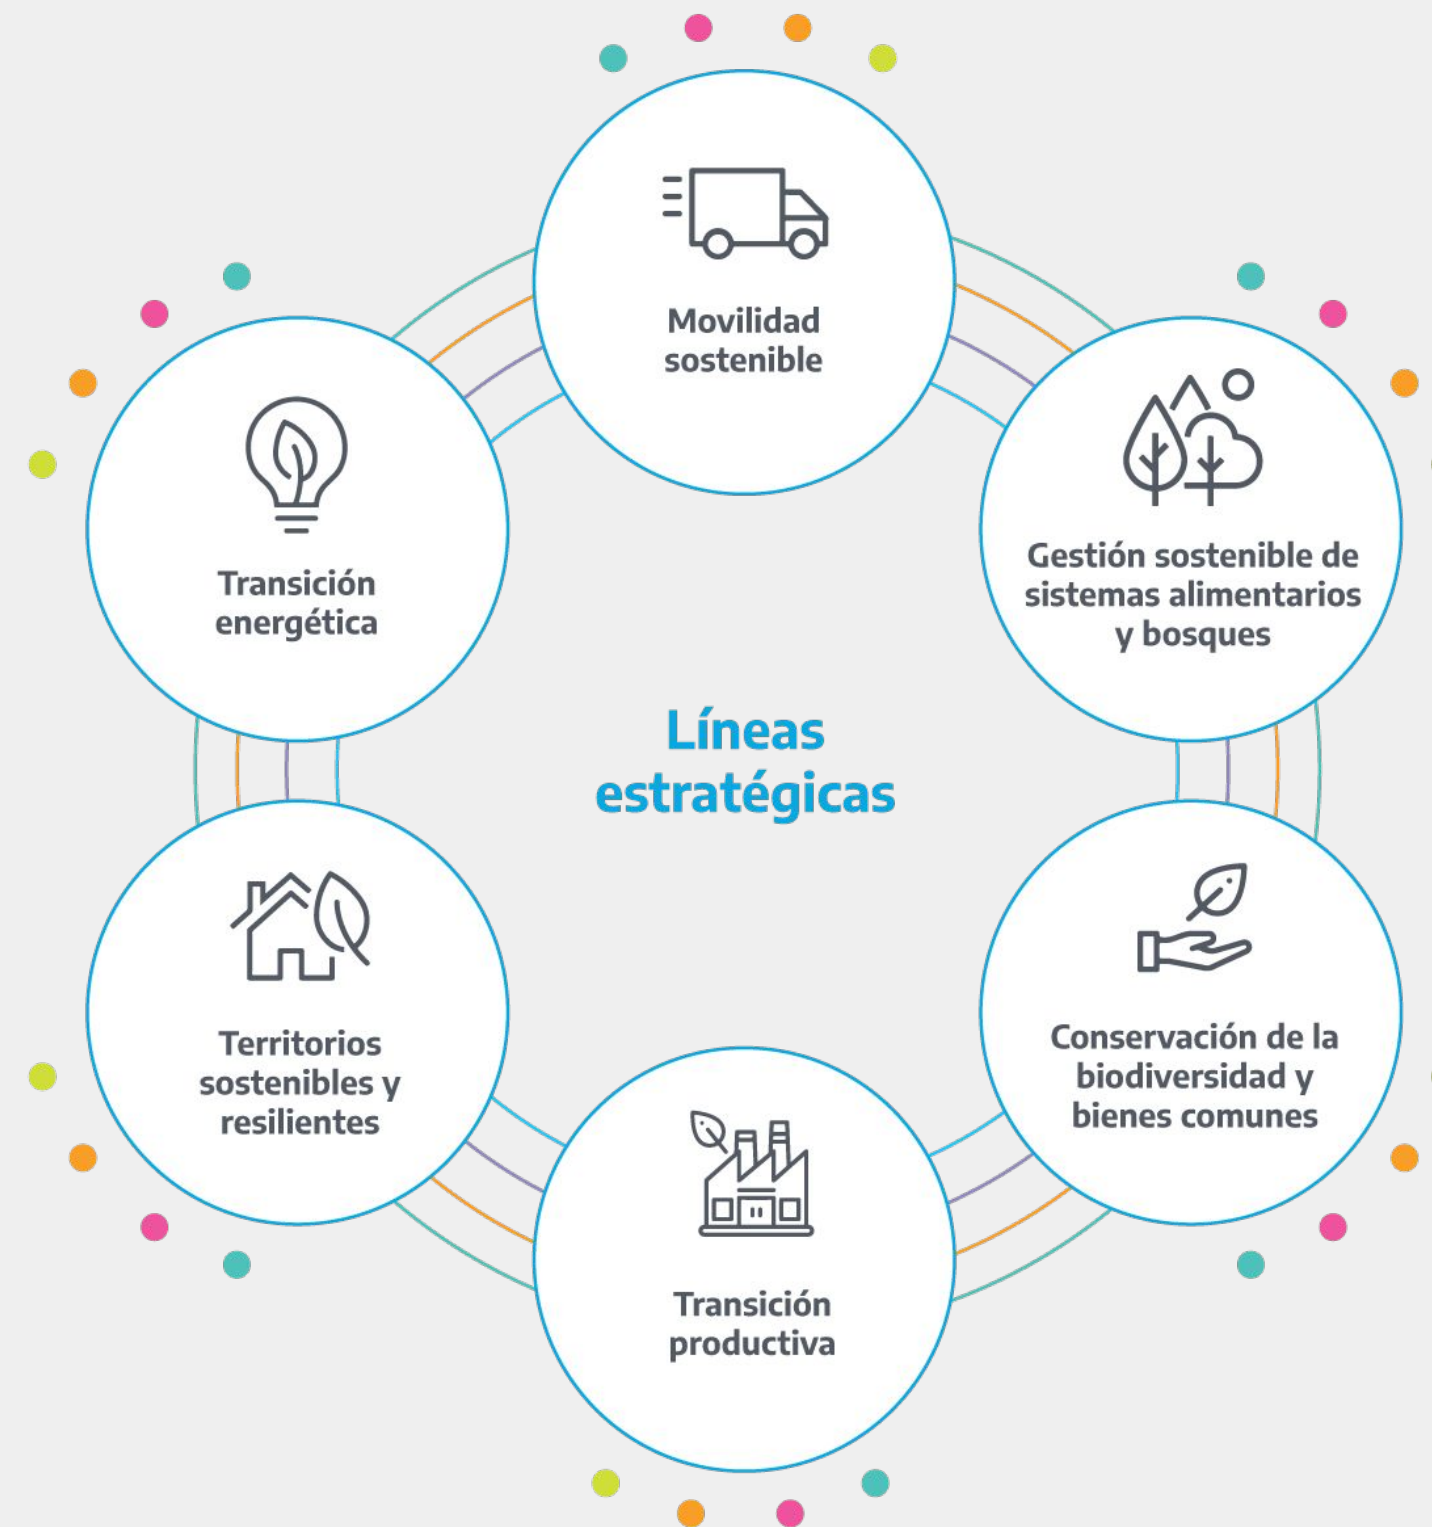 Movilidad
sostenible
Gestión sostenible de
sistemas alimentarios
y bosques
Conservación de la
biodiversidad y
bienes comunes
Transición
productiva
Territorios
sostenibles y
resilientes
Transición
energética
Líneas
estratégicas